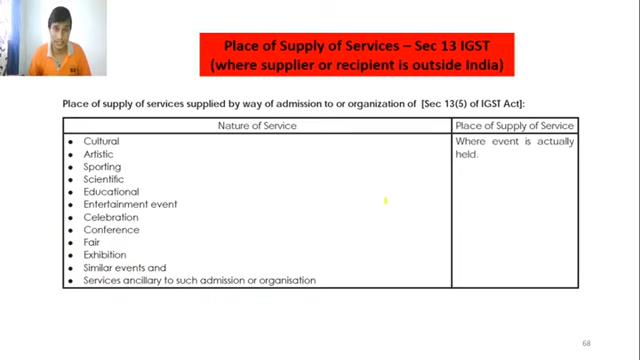 Place of Supply of Services – Sec 13 IGST
(where supplier or recipient is outside India)
Place of supply of services supplied by way of admission to or organization of [Sec 13(5) of IGST Act]:
Nature of Service
Place of Supply of Service
● Cultural
● Artistic
● Sporting
● Scientific
● Educational
● Entertainment event
● Celebration
● Conference
● Fair
● Exhibition
● Similar events and
● Services ancillary to such admission or organisation
Where event is actually
held.
68